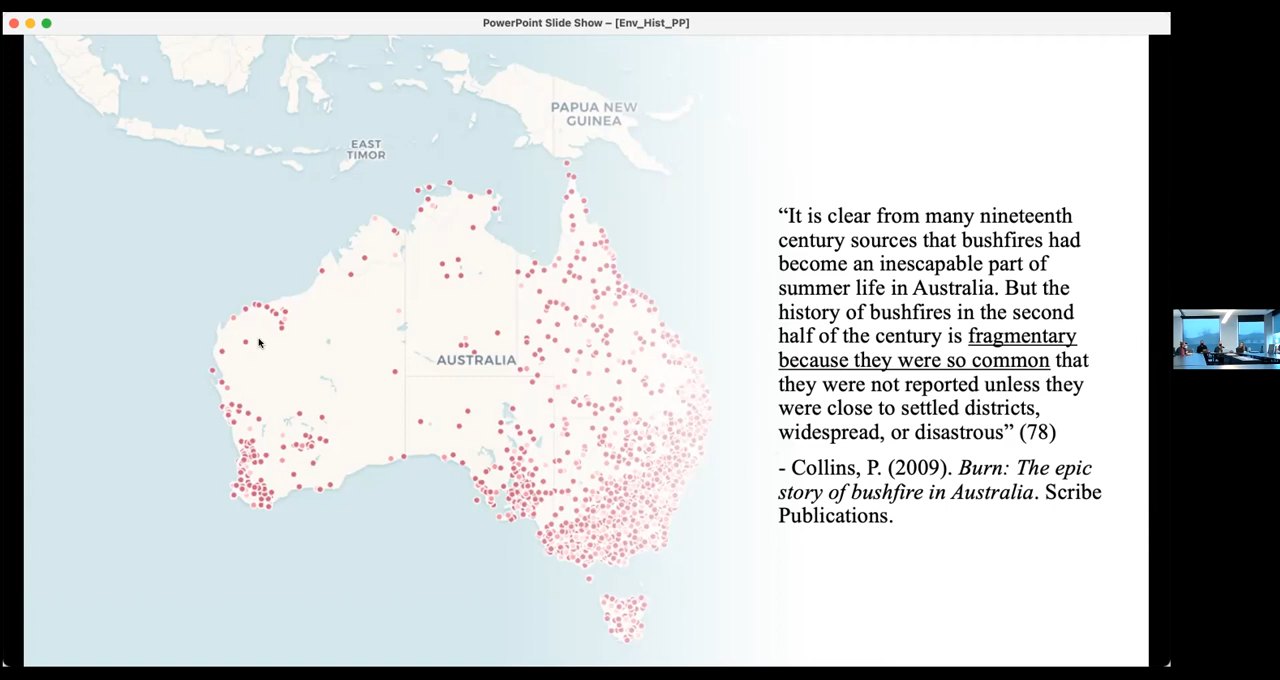 PowerPoint Slide Show – [Env_Hist_PP]
PAPUA NEW
GUINEA
EAST
TIMOR
AUSTRALIA
“It is clear from many nineteenth
century sources that bushfires had
become an inescapable part of
summer life in Australia. But the
history of bushfires in the second
half of the century is fragmentary
because they were so common that
they were not reported unless they
were close to settled districts,
widespread, or disastrous” (78)
- Collins, P. (2009). Burn: The epic
story of bushfire in Australia. Scribe
Publications.